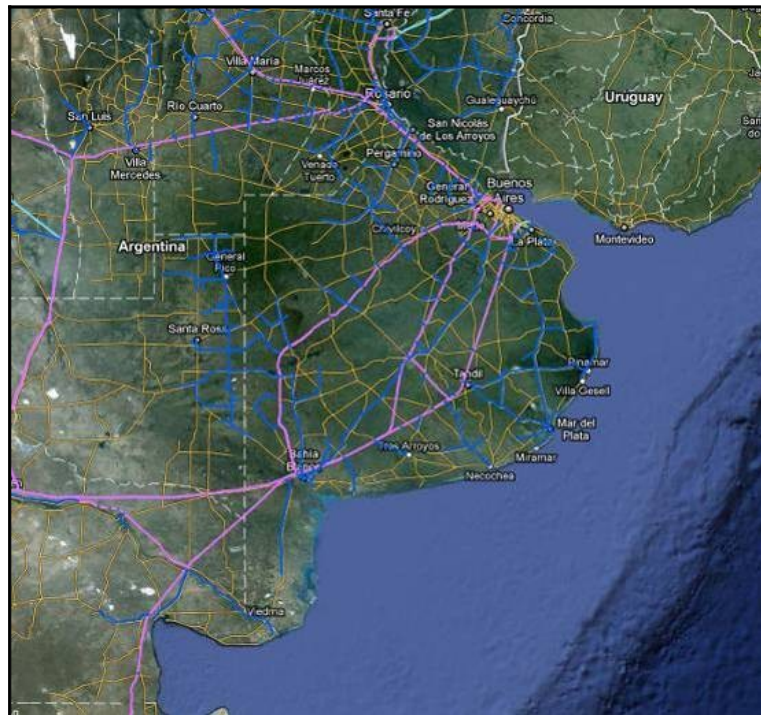 Santa Fe
Concordia
Villa María
Marcos
Juárez
Rosario
Gualeguaychú
Uruguay
San Luis
Río Cuarto
San Nicolás
de Los Arroyos
Villa
Mercedes
Venado
Tuerto
Pergamino
General
Rodríguez
Buenos
Aires
Chivilcoy
La Plata
Montevideo
Argentina
General
Pico
Santa Rosa
Tandil
Pinamar
Villa Gesell
Mar del
Plata
Miramar
Tres Arroyos
Bahía
Necochea
Viedma